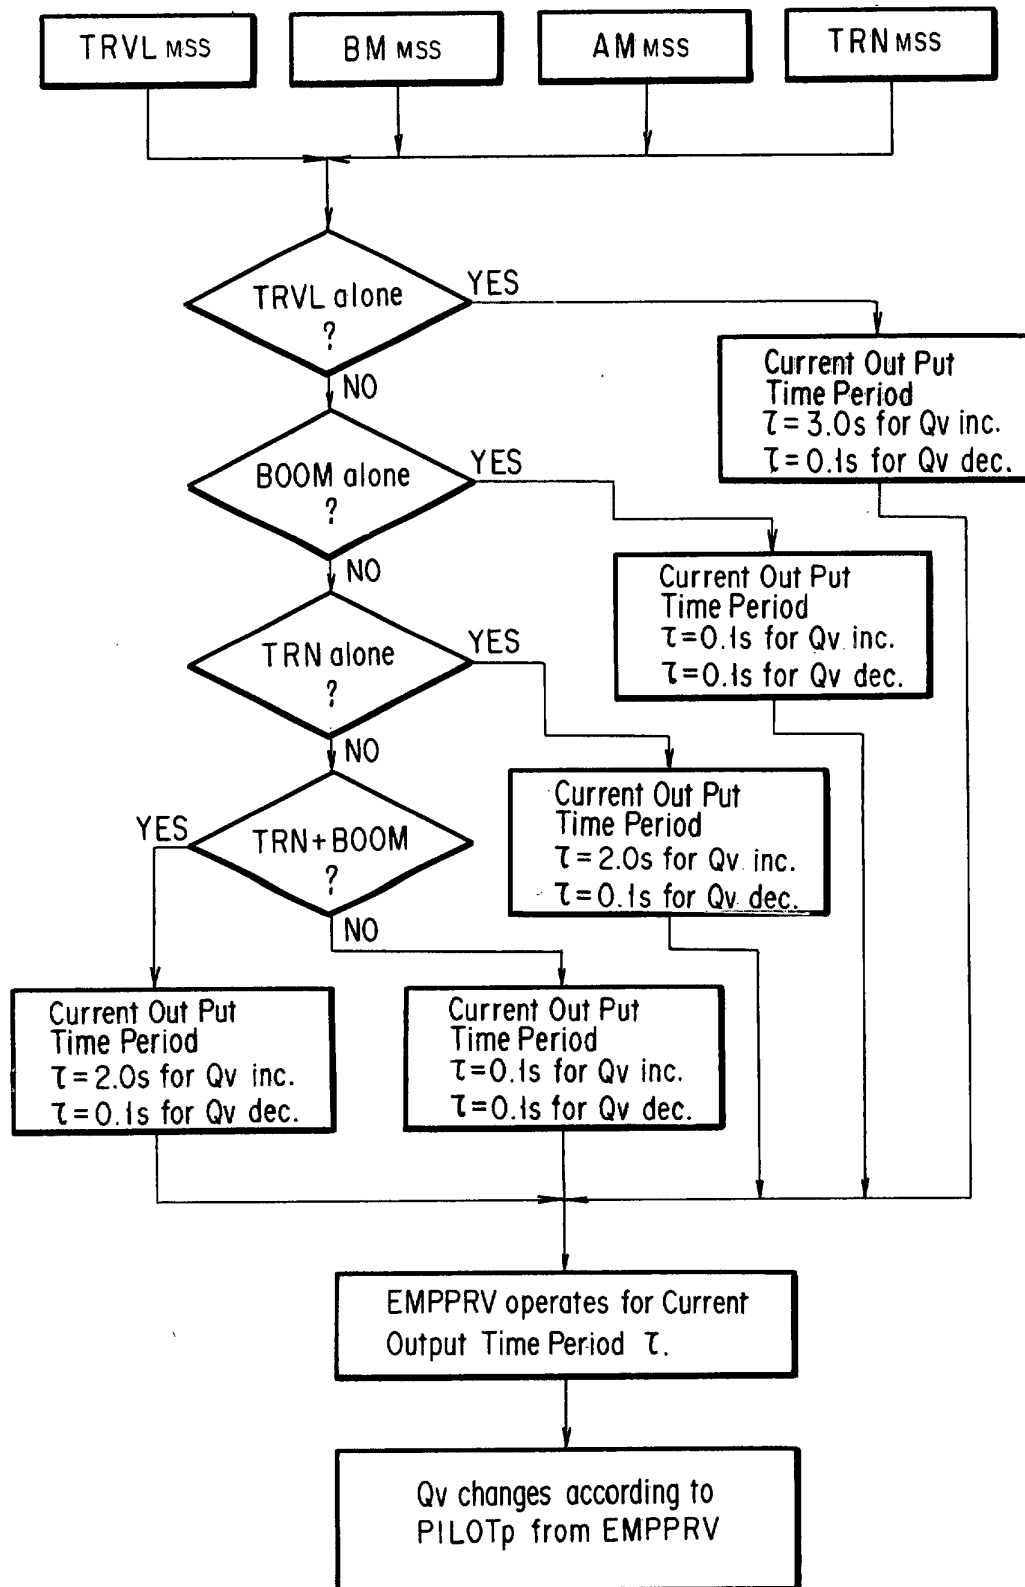 TRVL MSS
BM MSS
AM MSS
TRN MSS
TRVL alone
?
YES
NO
Current Out Put
Time Period
τ=3.0s for Qv inc.
τ=0.1s for Qv dec.
BOOM alone
?
YES
NO
Current Out Put
Time Period
τ=0.1s for Qv inc.
τ=0.1s for Qv dec.
TRN alone
?
YES
NO
Current Out Put
Time Period
τ=2.0s for Qv inc.
τ=0.1s for Qv dec.
YES
TRN+BOOM
?
NO
Current Out Put
Time Period
τ=2.0s for Qv inc.
τ=0.1s for Qv dec.
Current Out Put
Time Period
τ=0.1s for Qv inc.
τ=0.1s for Qv dec.
EMPPRV operates for Current
Output Time Period τ.
Qv changes according to
PILOTp from EMPPRV